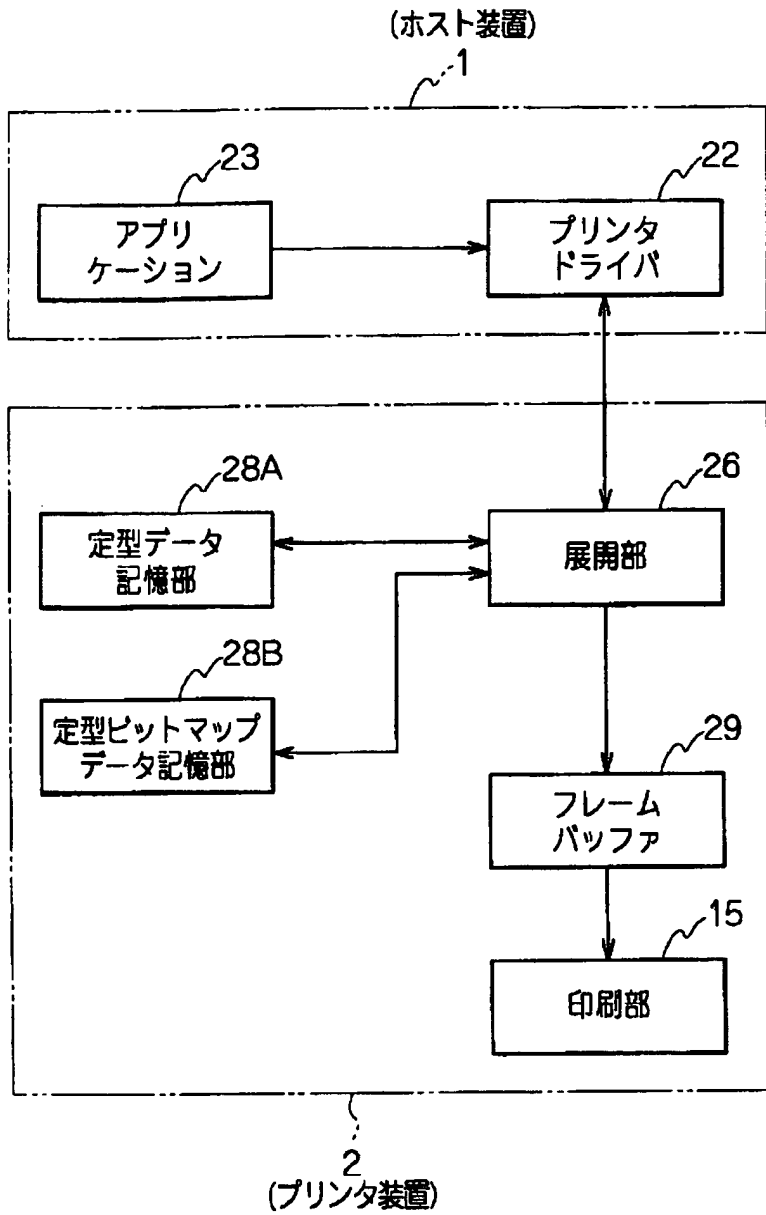 (ホスト装置)
1
23
22
アプリ
ケーション
プリンタ
ドライバ
28A
26
定型データ
記憶部
展開部
28B
定型ビットマップ
データ記憶部
29
フレーム
バッファ
15
印刷部
2
(プリンタ装置)